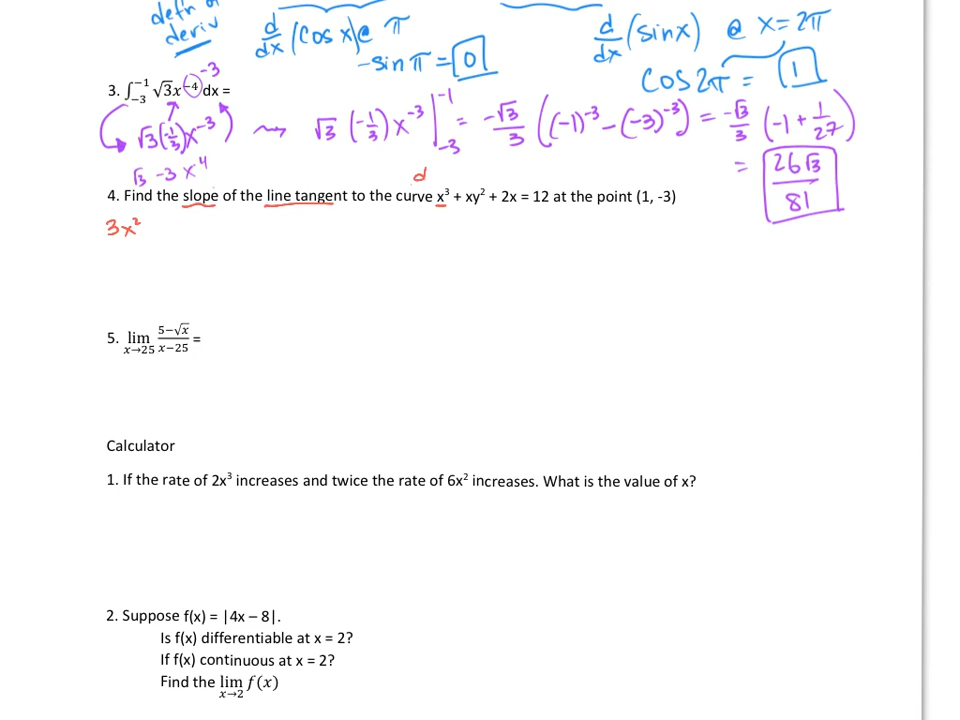 defn of
deriv
d/dx (cos x)@ π
-sin π = 0
d/dx (sin x) @ x = 2π
cos 2π = 1
-3
3. ∫₋₃⁻¹ √3x⁻⁴ dx =
√3(-1/3)x⁻³) ⇝ √3 (-1/3) x⁻³ |₋₃⁻¹ = -√3/3 ((-1)⁻³ - (-3)⁻³) = -√3/3 (-1 + 1/27)
√3 -3 x⁴
= 26√3/81
d
4. Find the slope of the line tangent to the curve x³ + xy² + 2x = 12 at the point (1, -3)
3x²
5. lim x→25 (5−√x)/(x−25) =
Calculator
1. If the rate of 2x³ increases and twice the rate of 6x² increases. What is the value of x?
2. Suppose f(x) = |4x – 8|.
Is f(x) differentiable at x = 2?
If f(x) continuous at x = 2?
Find the lim x→2 f(x)